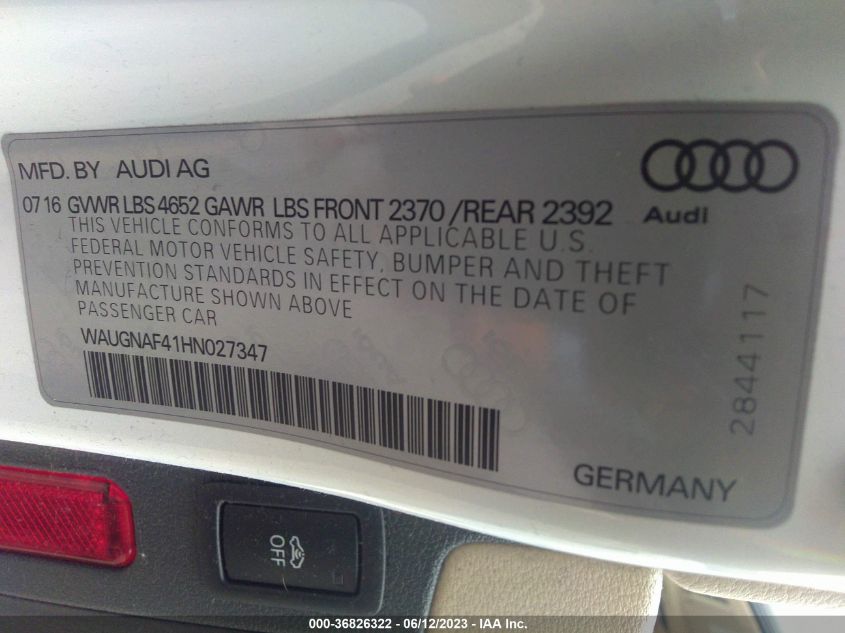 MFD. BY AUDI AG
07 16 GVWR LBS 4652 GAWR LBS FRONT 2370 /REAR 2392
Audi
THIS VEHICLE CONFORMS TO ALL APPLICABLE U.S.
FEDERAL MOTOR VEHICLE SAFETY, BUMPER AND THEFT
PREVENTION STANDARDS IN EFFECT ON THE DATE OF
MANUFACTURE SHOWN ABOVE
PASSENGER CAR
WAUGNAF41HN027347
2844117
GERMANY
OFF
000-36826322 - 06/12/2023 - IAA Inc.